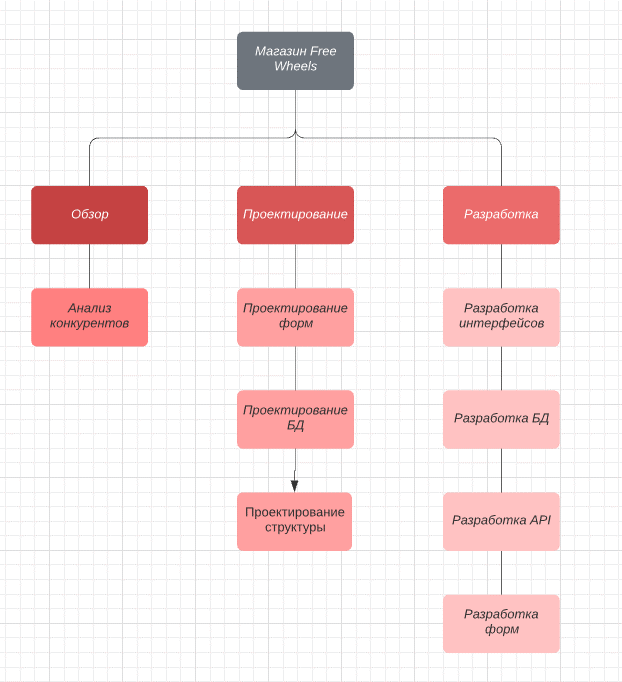 Магазин Free
Wheels
Обзор
Проектирование
Разработка
Анализ
конкурентов
Проектирование
форм
Разработка
интерфейсов
Проектирование
БД
Разработка БД
Проектирование
структуры
Разработка API
Разработка
форм